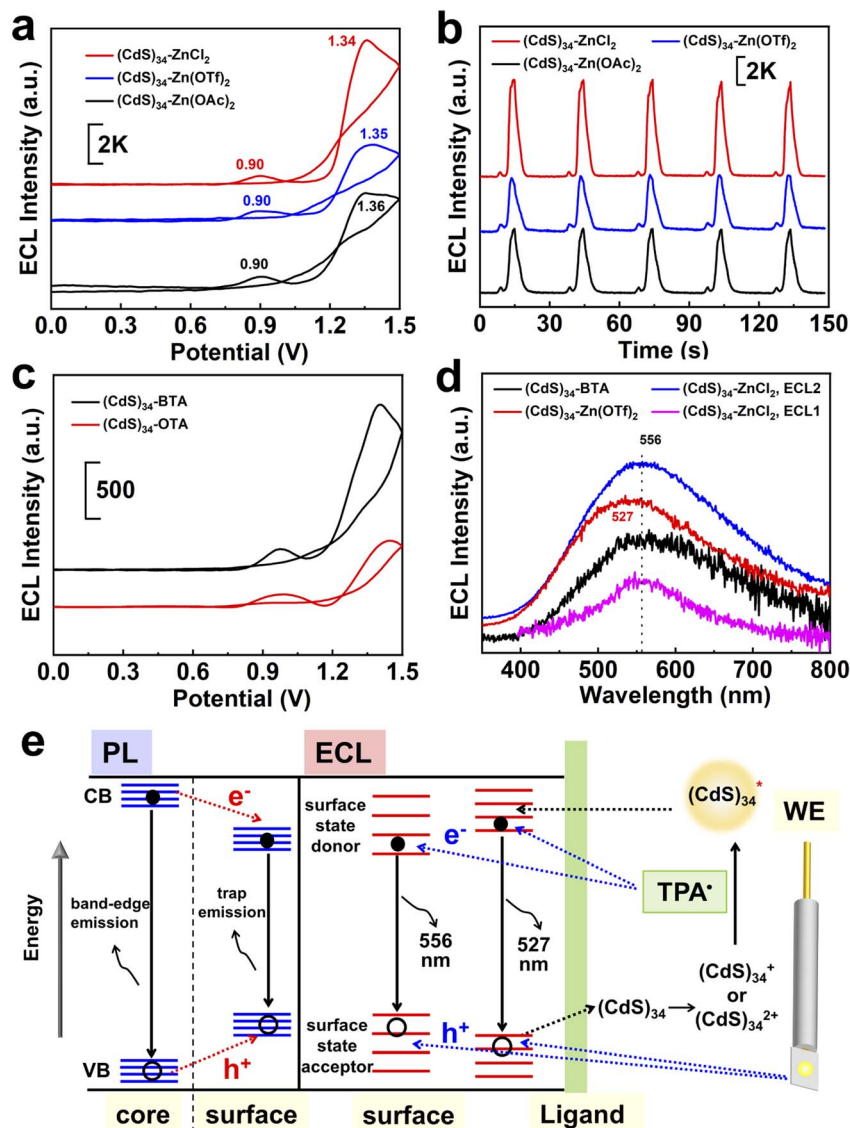 a
(CdS)34-ZnCl2
(CdS)34-Zn(OTf)2
(CdS)34-Zn(OAc)2
2K
1.34
0.90
1.35
0.90
1.36
0.90
ECL Intensity (a.u.)
0.0 0.3 0.6 0.9 1.2 1.5
Potential (V)
b
(CdS)34-ZnCl2 (CdS)34-Zn(OTf)2
(CdS)34-Zn(OAc)2
2K
ECL Intensity (a.u.)
0 30 60 90 120 150
Time (s)
c
(CdS)34-BTA
(CdS)34-OTA
500
ECL Intensity (a.u.)
0.0 0.3 0.6 0.9 1.2 1.5
Potential (V)
d
(CdS)34-BTA (CdS)34-ZnCl2, ECL2
(CdS)34-Zn(OTf)2 (CdS)34-ZnCl2, ECL1
556
527
ECL Intensity (a.u.)
400 500 600 700 800
Wavelength (nm)
e
PL
ECL
CB
e-
surface
state
donor
e-
(CdS)34*
WE
TPA•
Energy
band-edge
emission
trap
emission
556
nm
527
nm
(CdS)34+
or
(CdS)342+
(CdS)34
VB
h+
surface
state
acceptor
h+
core
surface
surface
Ligand